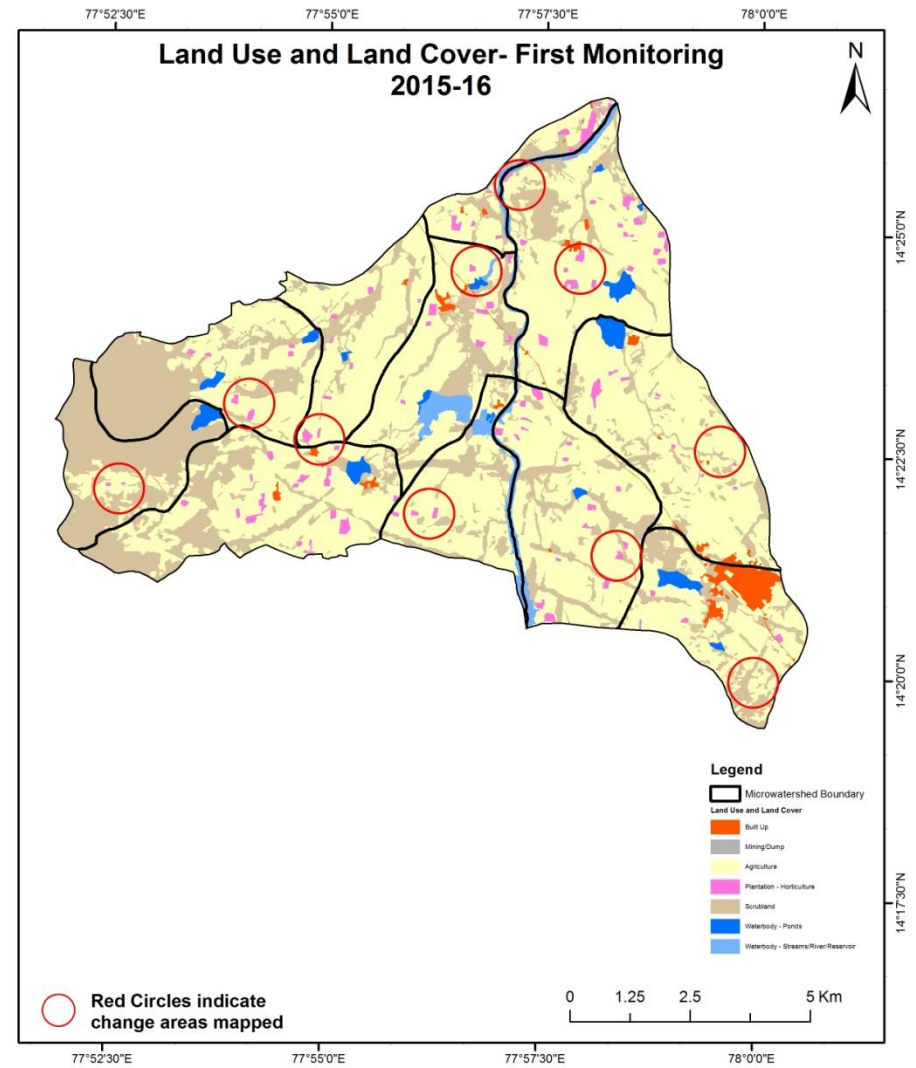 77°52'30"E 77°55'0"E 77°57'30"E 78°0'0"E
Land Use and Land Cover- First Monitoring
2015-16
N
14°25'0"N
14°22'30"N
14°20'0"N
14°17'30"N
Legend
Microwatershed Boundary
Land Use and Land Cover
Built Up
Mining/Dump
Agriculture
Plantation - Horticulture
Scrubland
Waterbody - Ponds
Waterbody - Streams/River/Reservoir
Red Circles indicate
change areas mapped
0 1.25 2.5 5 Km
77°52'30"E 77°55'0"E 77°57'30"E 78°0'0"E